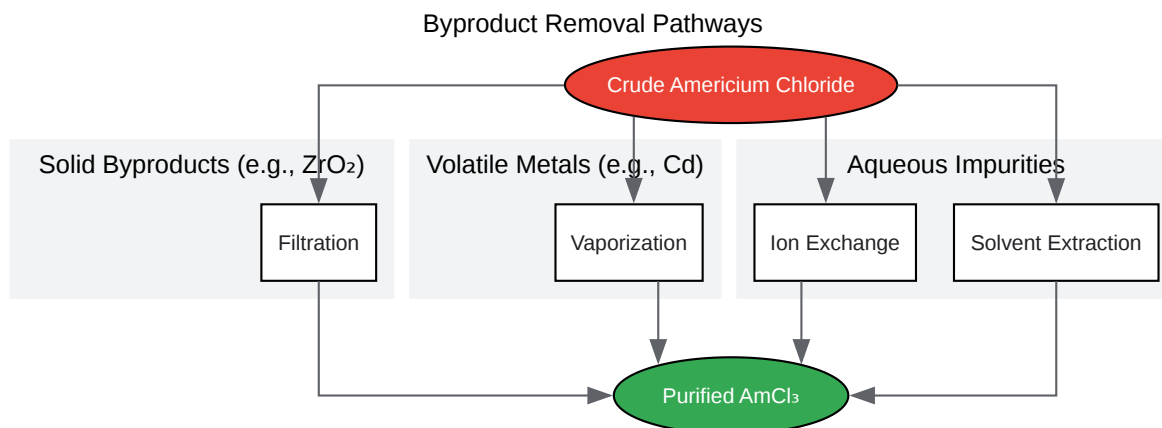 Byproduct Removal Pathways
Crude Americium Chloride
Solid Byproducts (e.g., ZrO₂)
Volatile Metals (e.g., Cd)
Aqueous Impurities
Filtration
Vaporization
Ion Exchange
Solvent Extraction
Purified AmCl₃